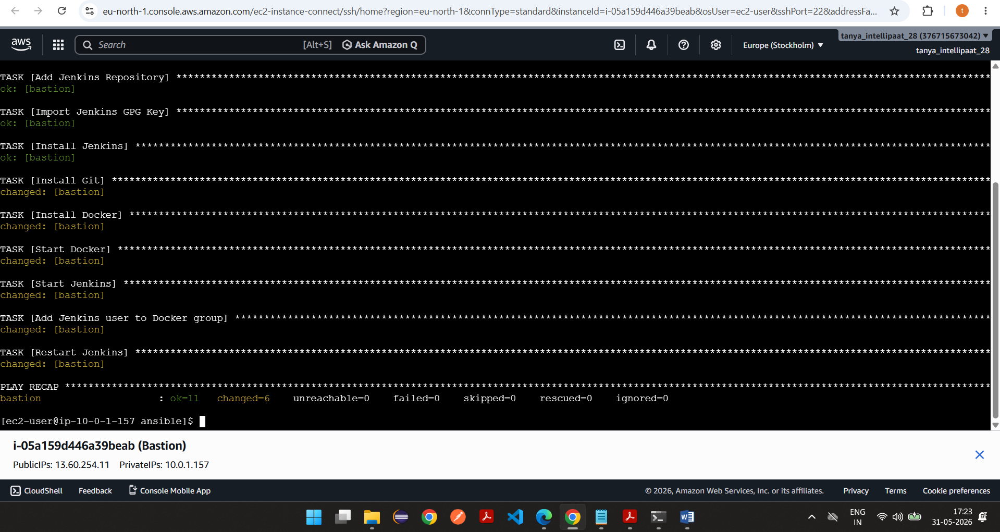 eu-north-1.console.aws.amazon.com/ec2-instance-connect/ssh/home?region=eu-north-1&connType=standard&instanceId=i-05a159d446a39beab&osUser=ec2-user&sshPort=22&addressFa...
t
aws
Search [Alt+S] Ask Amazon Q
Europe (Stockholm)
tanya_intellipaat_28 (376715673042)
tanya_intellipaat_28
TASK [Add Jenkins Repository] ********************************************************************************************************************************************
ok: [bastion]
TASK [Import Jenkins GPG Key] ********************************************************************************************************************************************
ok: [bastion]
TASK [Install Jenkins] ***************************************************************************************************************************************************
ok: [bastion]
TASK [Install Git] *******************************************************************************************************************************************************
changed: [bastion]
TASK [Install Docker] ****************************************************************************************************************************************************
changed: [bastion]
TASK [Start Docker] ******************************************************************************************************************************************************
changed: [bastion]
TASK [Start Jenkins] *****************************************************************************************************************************************************
changed: [bastion]
TASK [Add Jenkins user to Docker group] **********************************************************************************************************************************
changed: [bastion]
TASK [Restart Jenkins] ***************************************************************************************************************************************************
changed: [bastion]
PLAY RECAP ***************************************************************************************************************************************************************
bastion : ok=11 changed=6 unreachable=0 failed=0 skipped=0 rescued=0 ignored=0
[ec2-user@ip-10-0-1-157 ansible]$
i-05a159d446a39beab (Bastion)
PublicIPs: 13.60.254.11 PrivateIPs: 10.0.1.157
CloudShell Feedback Console Mobile App © 2026, Amazon Web Services, Inc. or its affiliates. Privacy Terms Cookie preferences
ENG
IN
17:23
31-05-2026